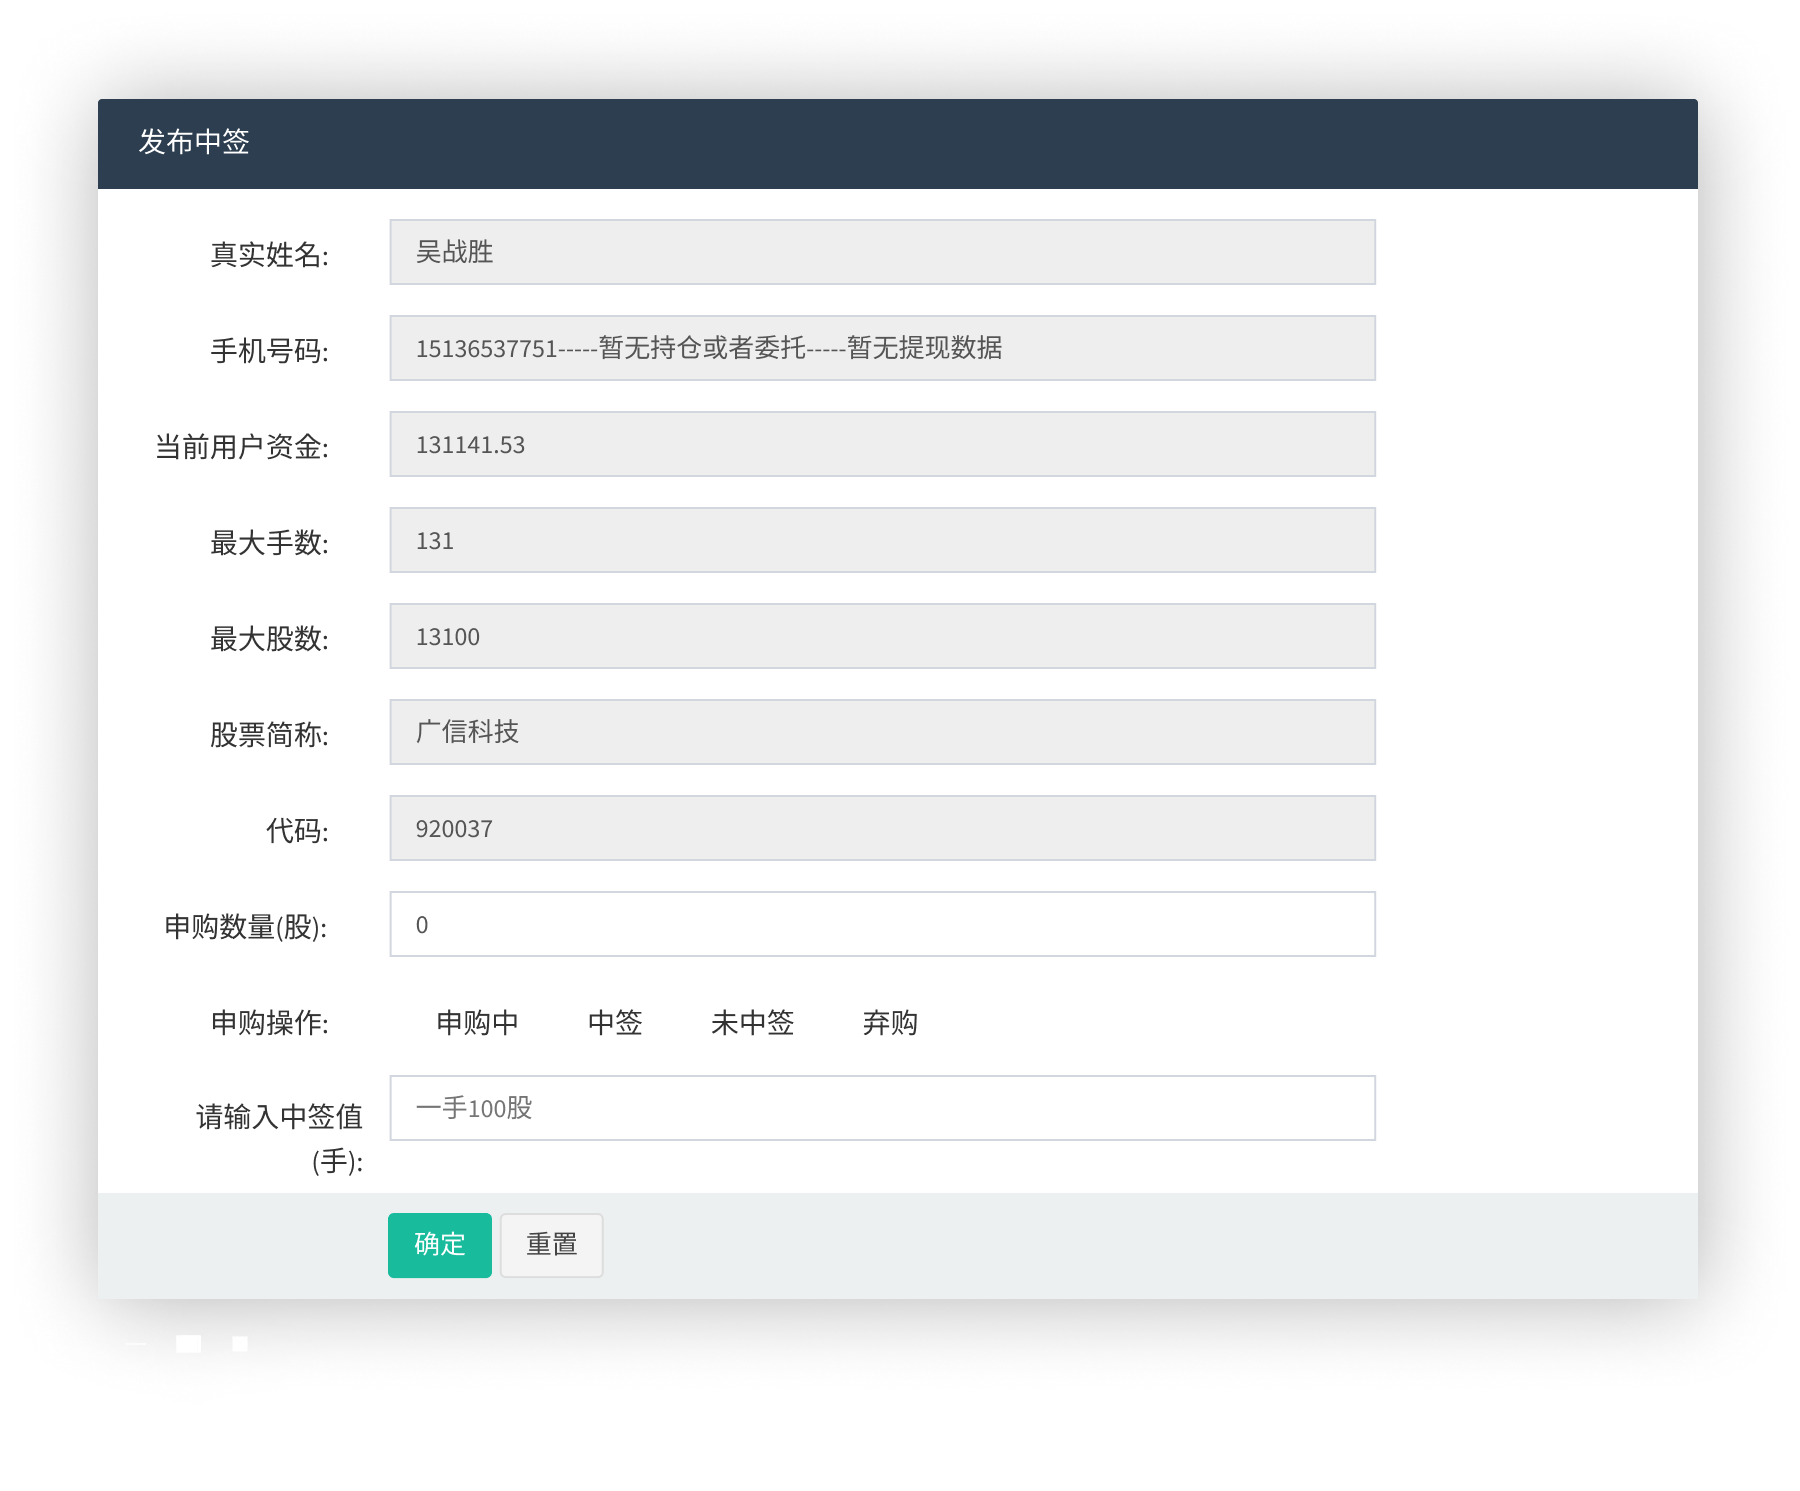 发布中签
真实姓名: 吴战胜
手机号码: 15136537751-----暂无持仓或者委托-----暂无提现数据
当前用户资金: 131141.53
最大手数: 131
最大股数: 13100
股票简称: 广信科技
代码: 920037
申购数量(股): 0
申购操作: 申购中 中签 未中签 弃购
请输入中签值 一手100股
(手):
确定 重置